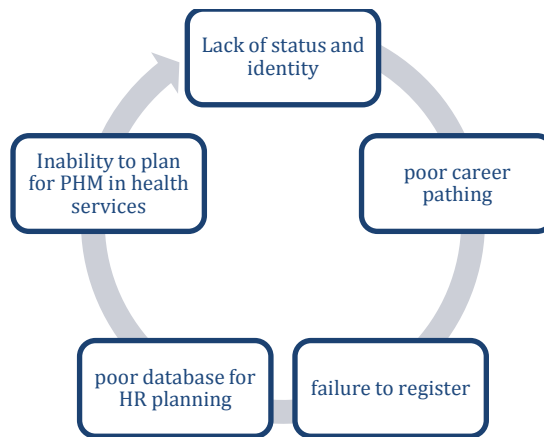 Lack of status and
identity
poor career
pathing
failure to register
poor database for
HR planning
Inability to plan
for PHM in health
services